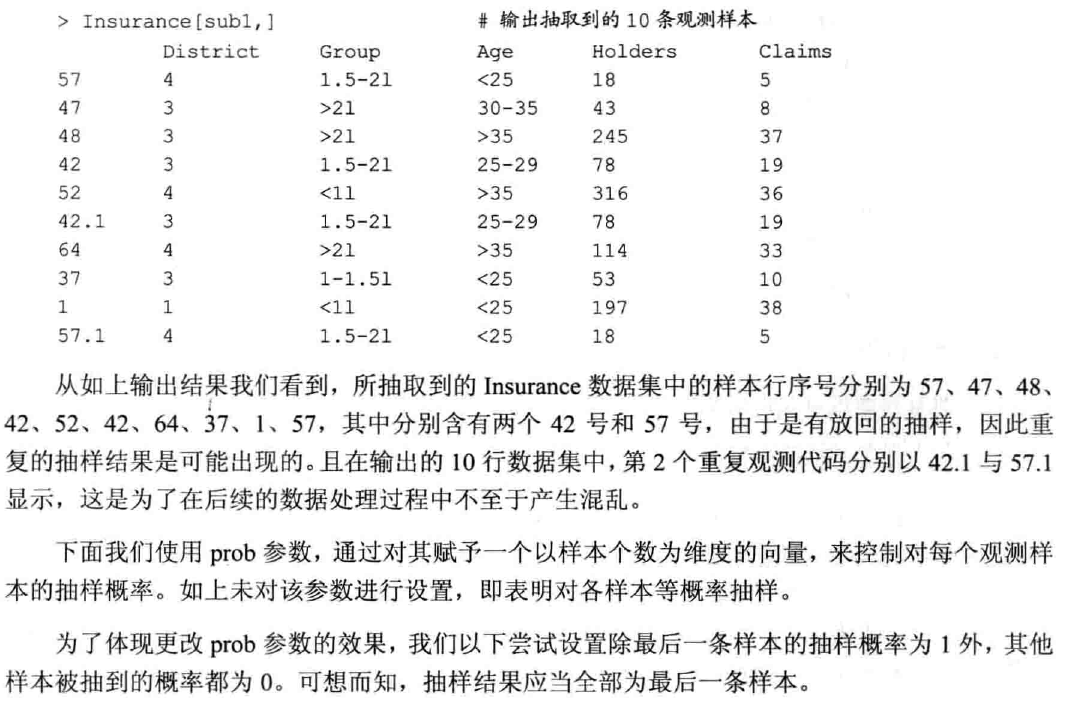 > Insurance[sub1,] # 输出抽取到的 10 条观测样本
District Group Age Holders Claims
57 4 1.5-2l <25 18 5
47 3 >2l 30-35 43 8
48 3 >2l >35 245 37
42 3 1.5-2l 25-29 78 19
52 4 <1l >35 316 36
42.1 3 1.5-2l 25-29 78 19
64 4 >2l >35 114 33
37 3 1-1.5l <25 53 10
1 1 <1l <25 197 38
57.1 4 1.5-2l <25 18 5
从如上输出结果我们看到，所抽取到的 Insurance 数据集中的样本行序号分别为 57、47、48、
42、52、42、64、37、1、57，其中分别含有两个 42 号和 57 号，由于是有放回的抽样，因此重
复的抽样结果是可能出现的。且在输出的 10 行数据集中，第 2 个重复观测代码分别以 42.1 与 57.1
显示，这是为了在后续的数据处理过程中不至于产生混乱。
下面我们使用 prob 参数，通过对其赋予一个以样本个数为维度的向量，来控制对每个观测样
本的抽样概率。如上未对该参数进行设置，即表明对各样本等概率抽样。
为了体现更改 prob 参数的效果，我们以下尝试设置除最后一条样本的抽样概率为 1 外，其他
样本被抽到的概率都为 0。可想而知，抽样结果应当全部为最后一条样本。